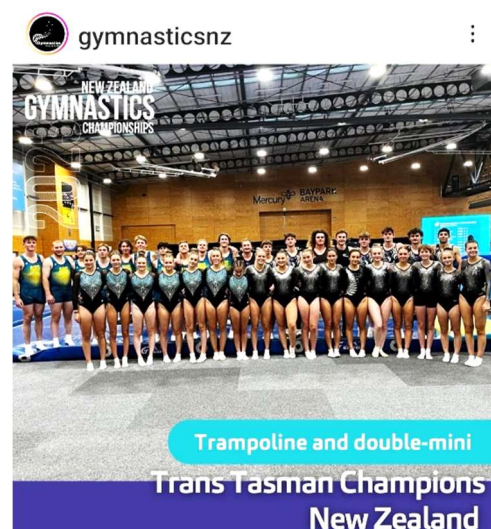 gymnasticsnz
NEW ZEALAND
GYMNASTICS
CHAMPIONSHIPS
Mercury
BAYPARK
ARENA
Trampoline and double-mini
Trans Tasman Champions
New Zealand